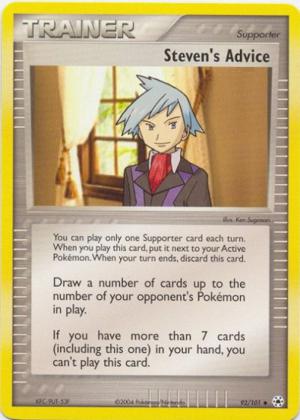 TRAINER
Supporter
Steven's Advice
Illus. Ken Sugimori
You can play only one Supporter card each turn.
When you play this card, put it next to your Active
Pokémon. When your turn ends, discard this card.
Draw a number of cards up to the
number of your opponent's Pokémon
in play.
If you have more than 7 cards
(including this one) in your hand, you
can't play this card.
©2004 Pokémon/Nintendo
92/101